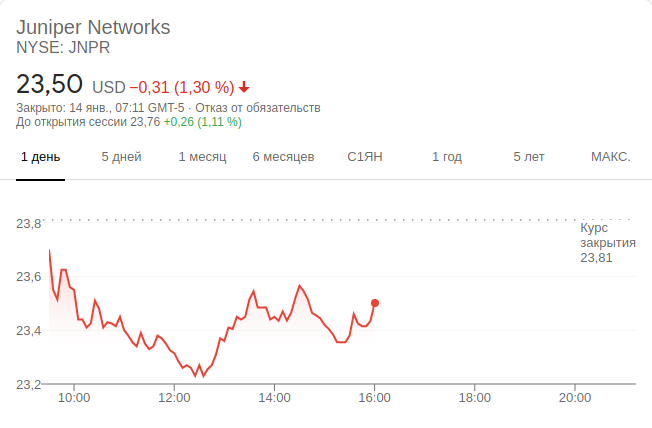 Juniper Networks
NYSE: JNPR
23,50 USD −0,31 (1,30 %)
Закрыто: 14 янв., 07:11 GMT-5 · Отказ от обязательств
До открытия сессии 23,76 +0,26 (1,11 %)
1 день 5 дней 1 месяц 6 месяцев С1ЯН 1 год 5 лет МАКС.
23,8
Курс
закрытия
23,81
23,6
23,4
23,2
10:00 12:00 14:00 16:00 18:00 20:00